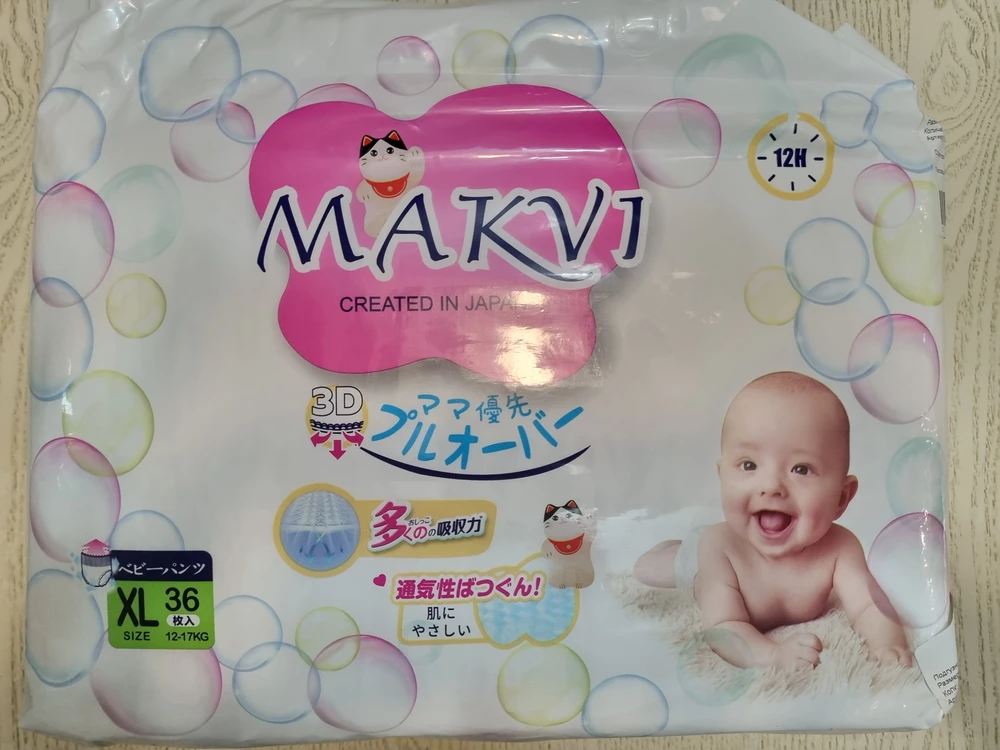 12H
MAKVI
CREATED IN JAPAN
3D
ママ優先
プルオーバー
おしっこ
多くのの吸収力
通気性ばつぐん!
肌に
やさしい
ベビーパンツ
XL 36
枚入
SIZE 12-17KG